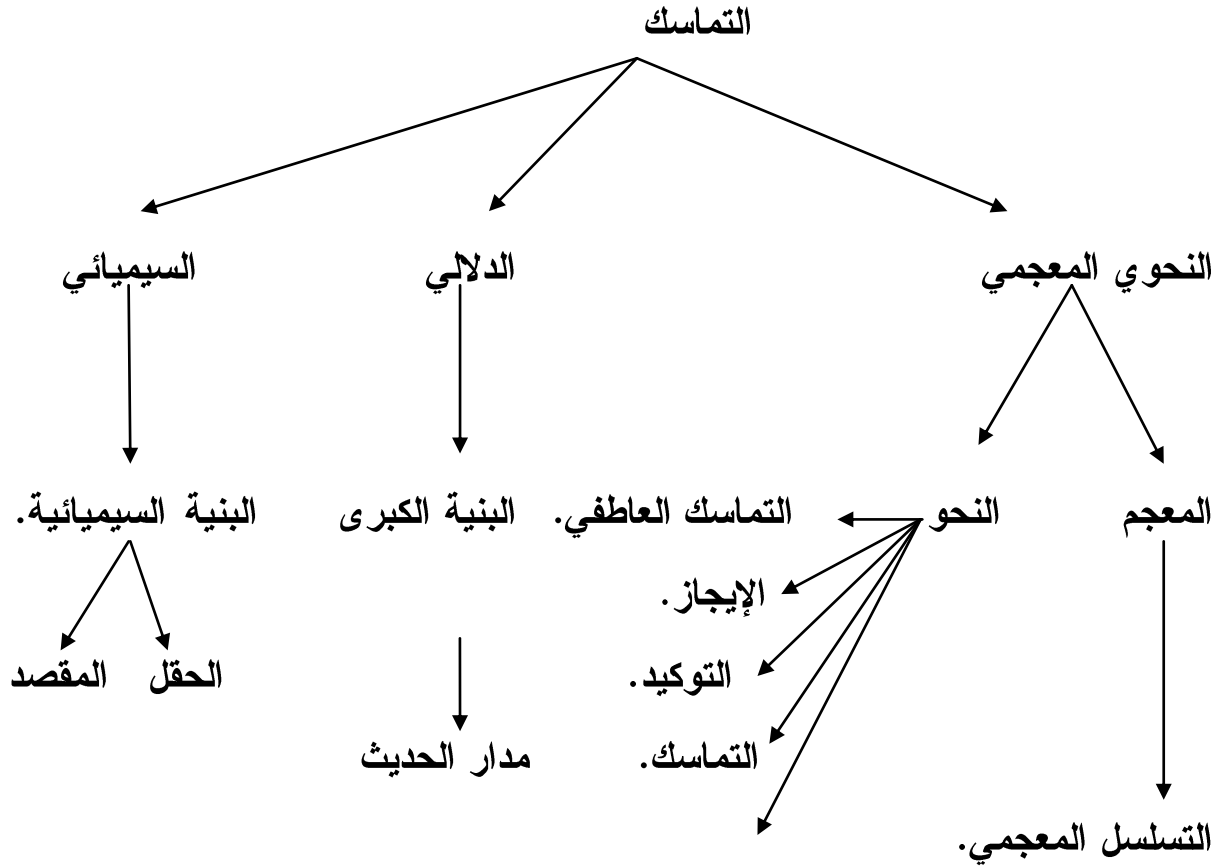 التماسك
النحوي المعجمي الدلالي السيميائي
المعجم النحو التماسك العاطفي. البنية الكبرى البنية السيميائية.
الإيجاز.
التوكيد. الحقل المقصد
التماسك. مدار الحديث
التسلسل المعجمي.